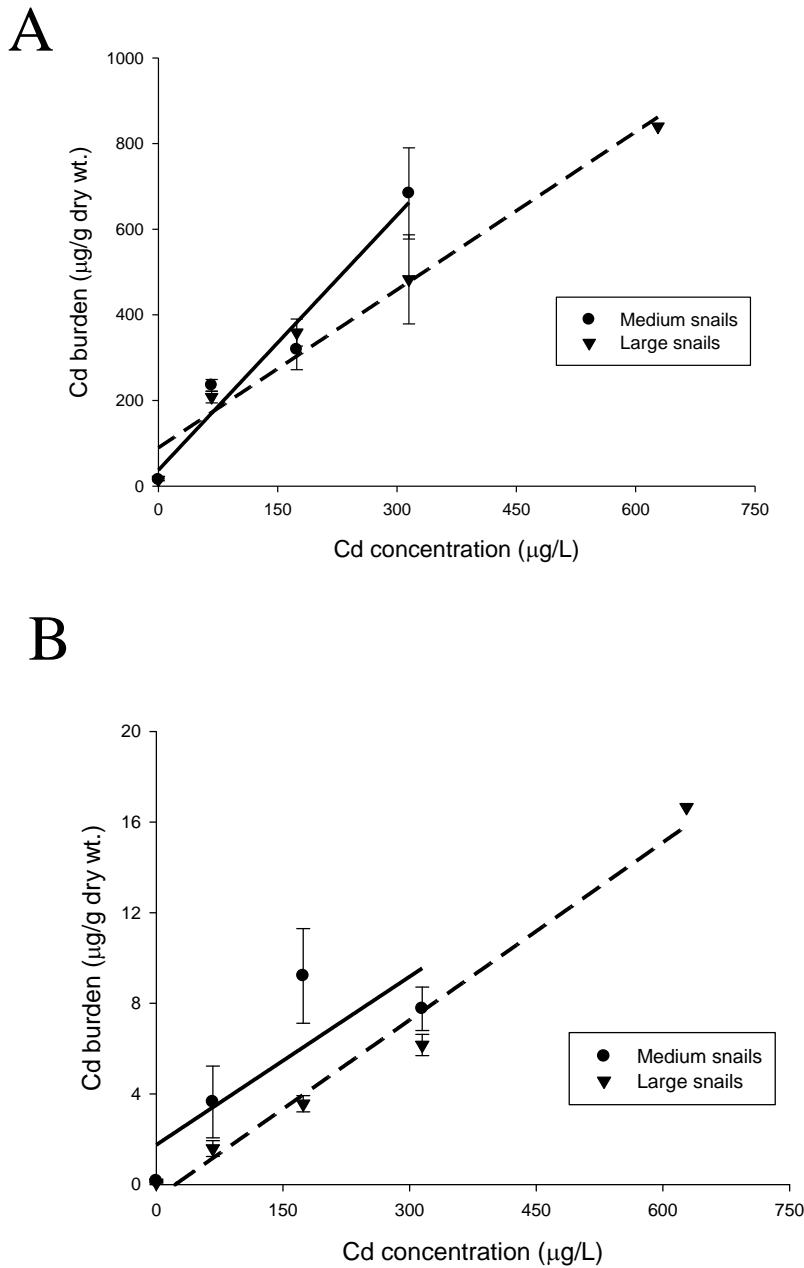 A
1000
800
600
400
200
0
Cd burden (μg/g dry wt.)
Medium snails
Large snails
0 150 300 450 600 750
Cd concentration (μg/L)
B
20
16
12
8
4
0
Cd burden (μg/g dry wt.)
Medium snails
Large snails
0 150 300 450 600 750
Cd concentration (μg/L)